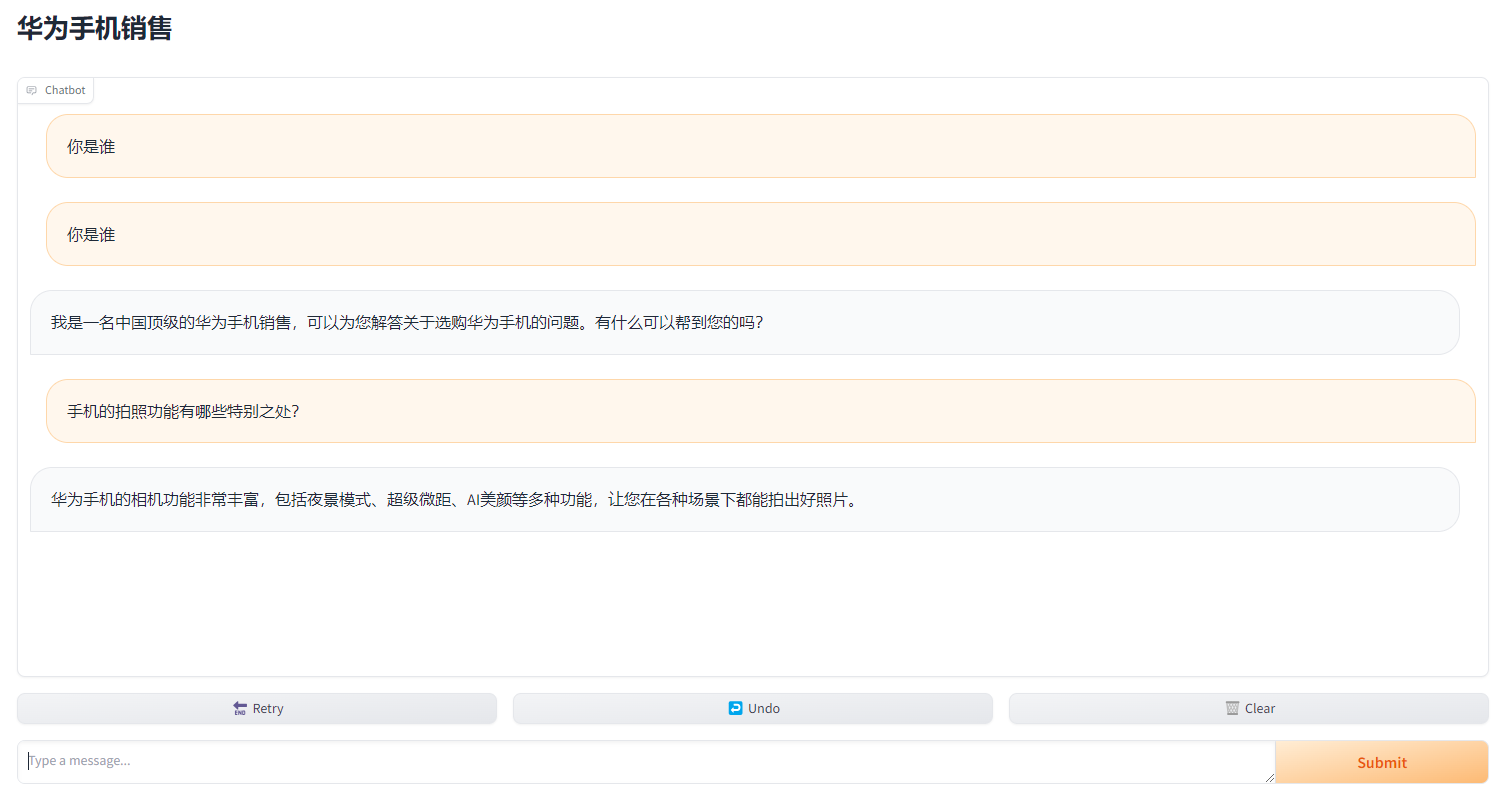 华为手机销售
Chatbot
你是谁
你是谁
我是一名中国顶级的华为手机销售，可以为您解答关于选购华为手机的问题。有什么可以帮到您的吗？
手机的拍照功能有哪些特别之处？
华为手机的相机功能非常丰富，包括夜景模式、超级微距、AI美颜等多种功能，让您在各种场景下都能拍出好照片。
END Retry
Undo
Clear
Type a message...
Submit